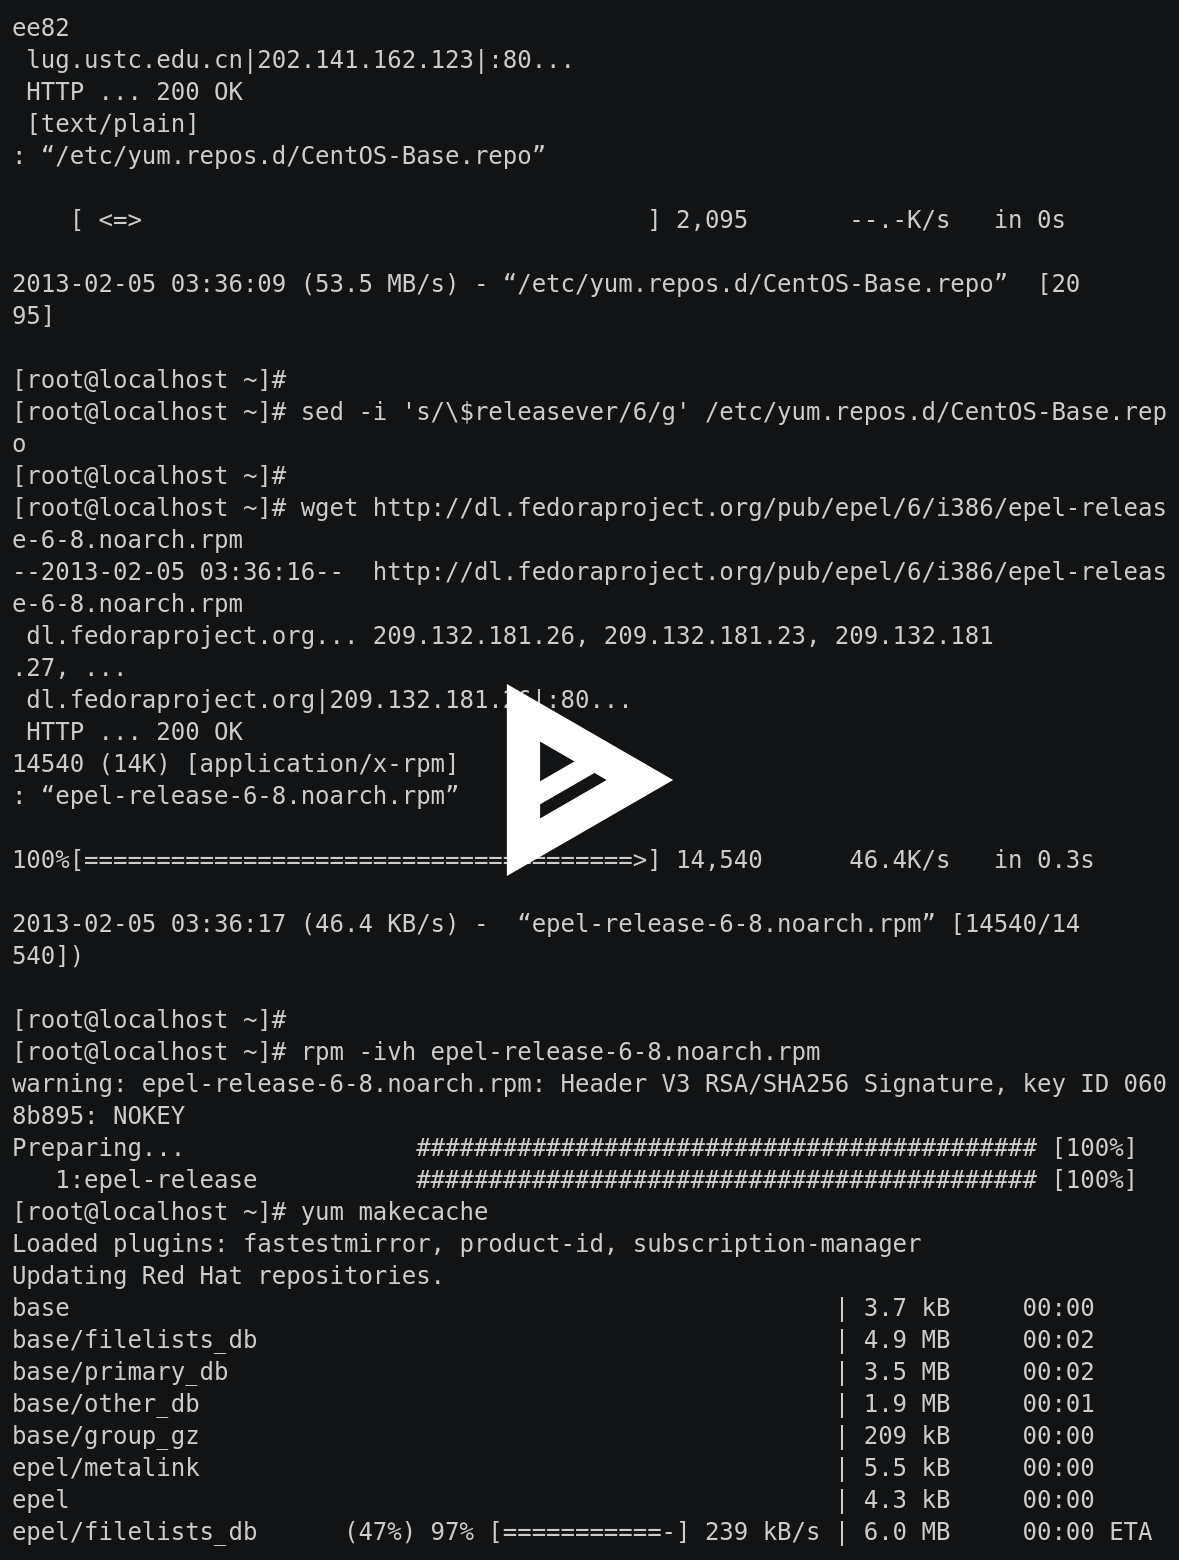 ee82
 lug.ustc.edu.cn|202.141.162.123|:80...
 HTTP ... 200 OK
 [text/plain]
: “/etc/yum.repos.d/CentOS-Base.repo”
    [ <=>                                   ] 2,095       --.-K/s   in 0s
2013-02-05 03:36:09 (53.5 MB/s) - “/etc/yum.repos.d/CentOS-Base.repo”  [20
95]
[root@localhost ~]#
[root@localhost ~]# sed -i 's/\$releasever/6/g' /etc/yum.repos.d/CentOS-Base.rep
o
[root@localhost ~]#
[root@localhost ~]# wget http://dl.fedoraproject.org/pub/epel/6/i386/epel-releas
e-6-8.noarch.rpm
--2013-02-05 03:36:16--  http://dl.fedoraproject.org/pub/epel/6/i386/epel-releas
e-6-8.noarch.rpm
 dl.fedoraproject.org... 209.132.181.26, 209.132.181.23, 209.132.181
.27, ...
 dl.fedoraproject.org|209.132.181.26|:80...
 HTTP ... 200 OK
14540 (14K) [application/x-rpm]
: “epel-release-6-8.noarch.rpm”
100%[======================================>] 14,540      46.4K/s   in 0.3s
2013-02-05 03:36:17 (46.4 KB/s) -  “epel-release-6-8.noarch.rpm” [14540/14
540])
[root@localhost ~]#
[root@localhost ~]# rpm -ivh epel-release-6-8.noarch.rpm
warning: epel-release-6-8.noarch.rpm: Header V3 RSA/SHA256 Signature, key ID 060
8b895: NOKEY
Preparing...                ########################################### [100%]
   1:epel-release           ########################################### [100%]
[root@localhost ~]# yum makecache
Loaded plugins: fastestmirror, product-id, subscription-manager
Updating Red Hat repositories.
base                                                     | 3.7 kB     00:00
base/filelists_db                                        | 4.9 MB     00:02
base/primary_db                                          | 3.5 MB     00:02
base/other_db                                            | 1.9 MB     00:01
base/group_gz                                            | 209 kB     00:00
epel/metalink                                            | 5.5 kB     00:00
epel                                                     | 4.3 kB     00:00
epel/filelists_db      (47%) 97% [===========-] 239 kB/s | 6.0 MB     00:00 ETA